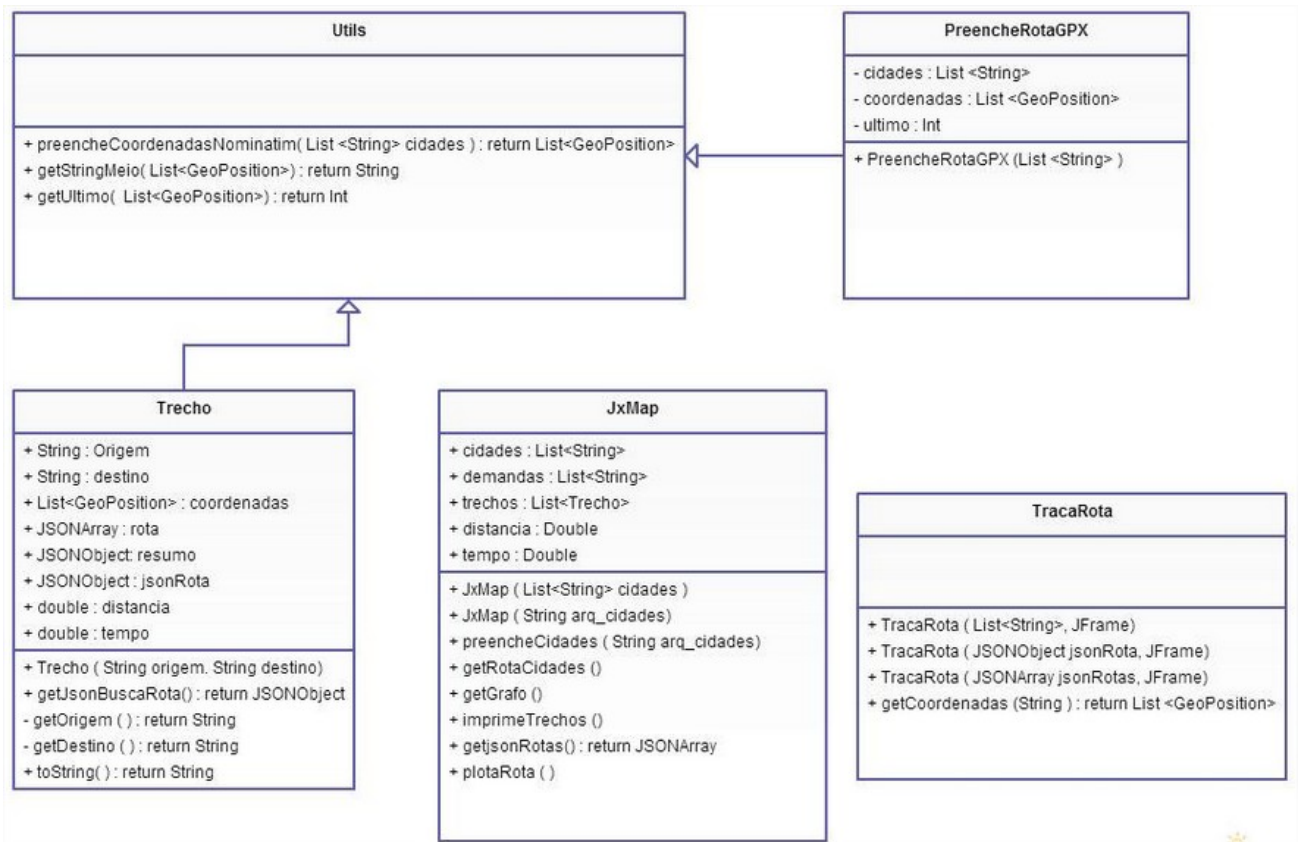 Utils
+ preencheCoordenadasNominatim( List <String> cidades ) : return List<GeoPosition>
+ getStringMeio( List<GeoPosition>) : return String
+ getUltimo( List<GeoPosition>) : return Int
PreencheRotaGPX
- cidades : List <String>
- coordenadas : List <GeoPosition>
- ultimo : Int
+ PreencheRotaGPX (List <String> )
Trecho
+ String : Origem
+ String : destino
+ List<GeoPosition> : coordenadas
+ JSONArray : rota
+ JSONObject: resumo
+ JSONObject : jsonRota
+ double : distancia
+ double : tempo
+ Trecho ( String origem. String destino)
+ getJsonBuscaRota() : return JSONObject
- getOrigem ( ) : return String
- getDestino ( ) : return String
+ toString( ) : return String
JxMap
+ cidades : List<String>
+ demandas : List<String>
+ trechos : List<Trecho>
+ distancia : Double
+ tempo : Double
+ JxMap ( List<String> cidades )
+ JxMap ( String arq_cidades)
+ preencheCidades ( String arq_cidades)
+ getRotaCidades ()
+ getGrafo ()
+ imprimeTrechos ()
+ getjsonRotas() : return JSONArray
+ plotaRota ( )
TracaRota
+ TracaRota ( List<String>, JFrame)
+ TracaRota ( JSONObject jsonRota, JFrame)
+ TracaRota ( JSONArray jsonRotas, JFrame)
+ getCoordenadas (String ) : return List <GeoPosition>